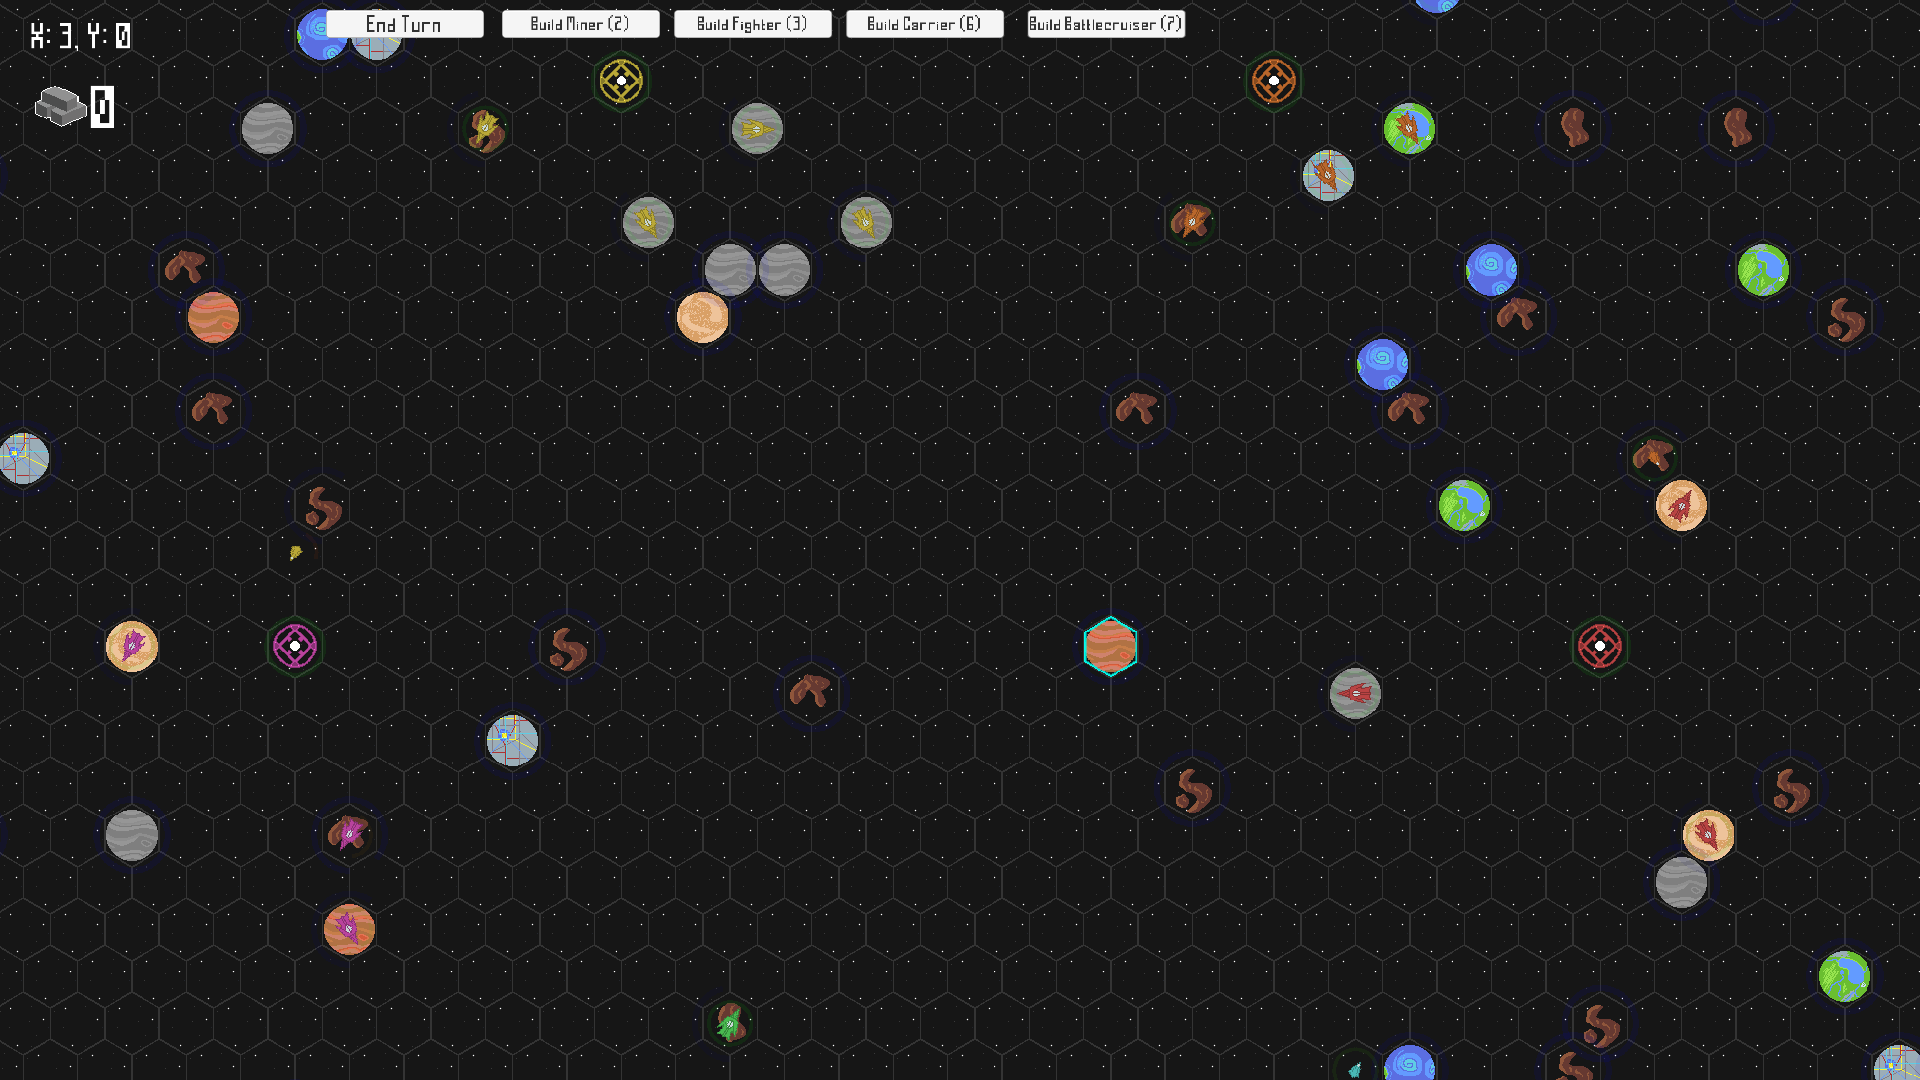 X: 3, Y: 0
0
End Turn
Build Miner (2)
Build Fighter (3)
Build Carrier (6)
Build Battlecruiser (7)